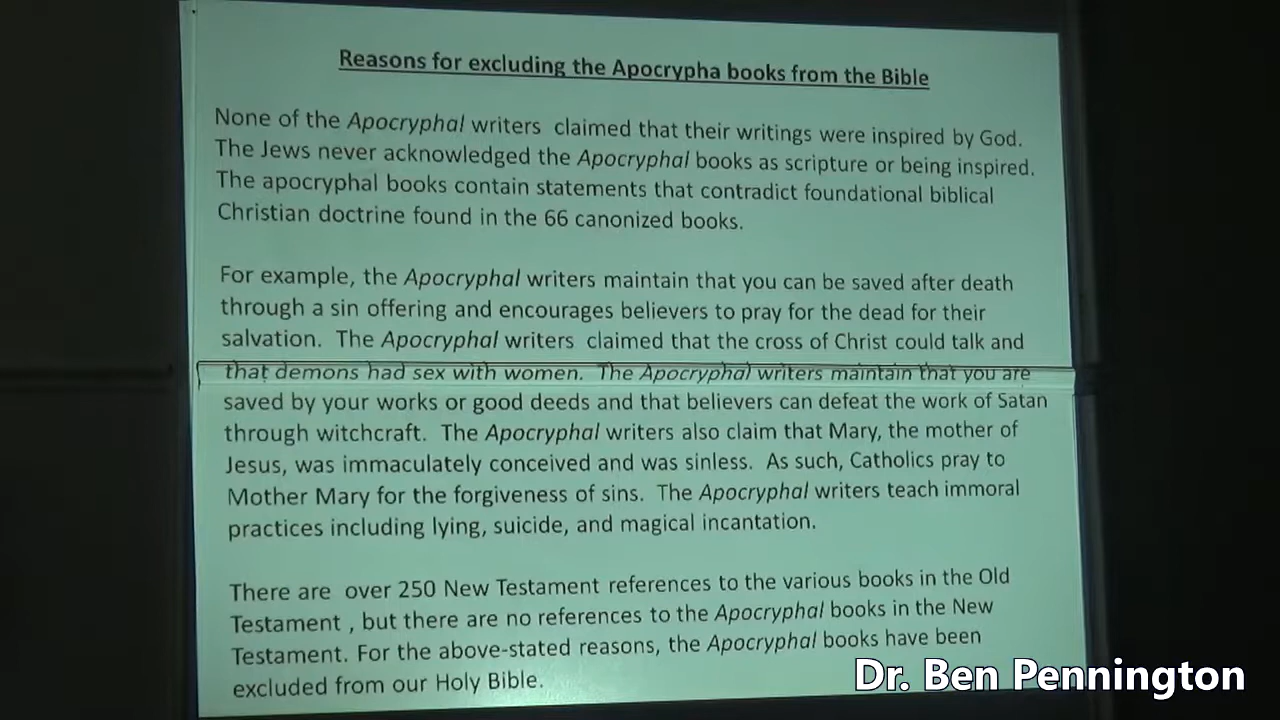 Reasons for excluding the Apocrypha books from the Bible
None of the Apocryphal writers claimed that their writings were inspired by God.
The Jews never acknowledged the Apocryphal books as scripture or being inspired.
The apocryphal books contain statements that contradict foundational biblical
Christian doctrine found in the 66 canonized books.
For example, the Apocryphal writers maintain that you can be saved after death
through a sin offering and encourages believers to pray for the dead for their
salvation. The Apocryphal writers claimed that the cross of Christ could talk and
that demons had sex with women. The Apocryphal writers maintain that you are
saved by your works or good deeds and that believers can defeat the work of Satan
through witchcraft. The Apocryphal writers also claim that Mary, the mother of
Jesus, was immaculately conceived and was sinless. As such, Catholics pray to
Mother Mary for the forgiveness of sins. The Apocryphal writers teach immoral
practices including lying, suicide, and magical incantation.
There are over 250 New Testament references to the various books in the Old
Testament , but there are no references to the Apocryphal books in the New
Testament. For the above-stated reasons, the Apocryphal books have been
excluded from our Holy Bible.
Dr. Ben Pennington